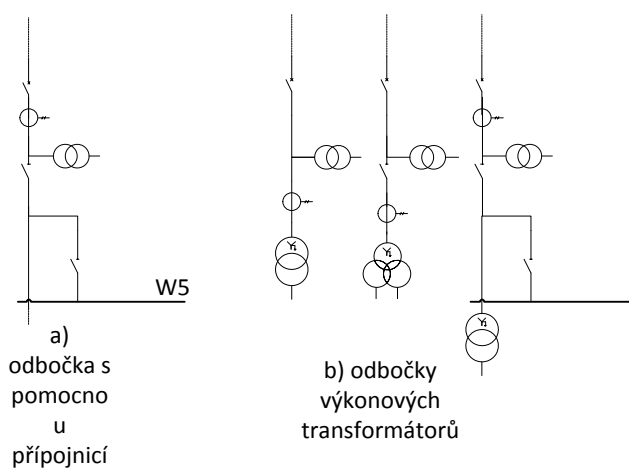 W5
a)
odbočka s
pomocno
u
přípojnicí
b) odbočky
výkonových
transformátorů